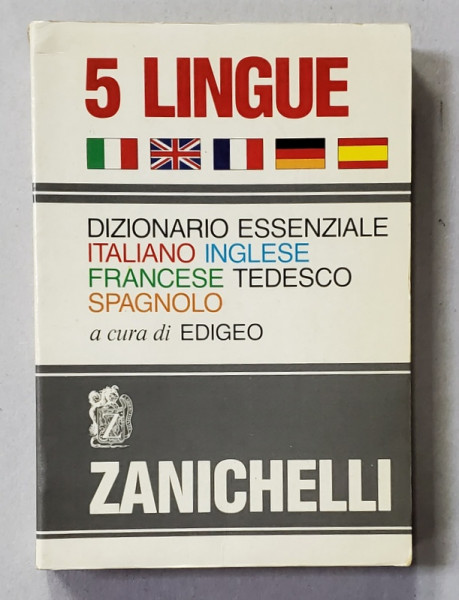 5 LINGUE
DIZIONARIO ESSENZIALE
ITALIANO INGLESE
FRANCESE TEDESCO
SPAGNOLO
a cura di EDIGEO
Z
ZANICHELLI